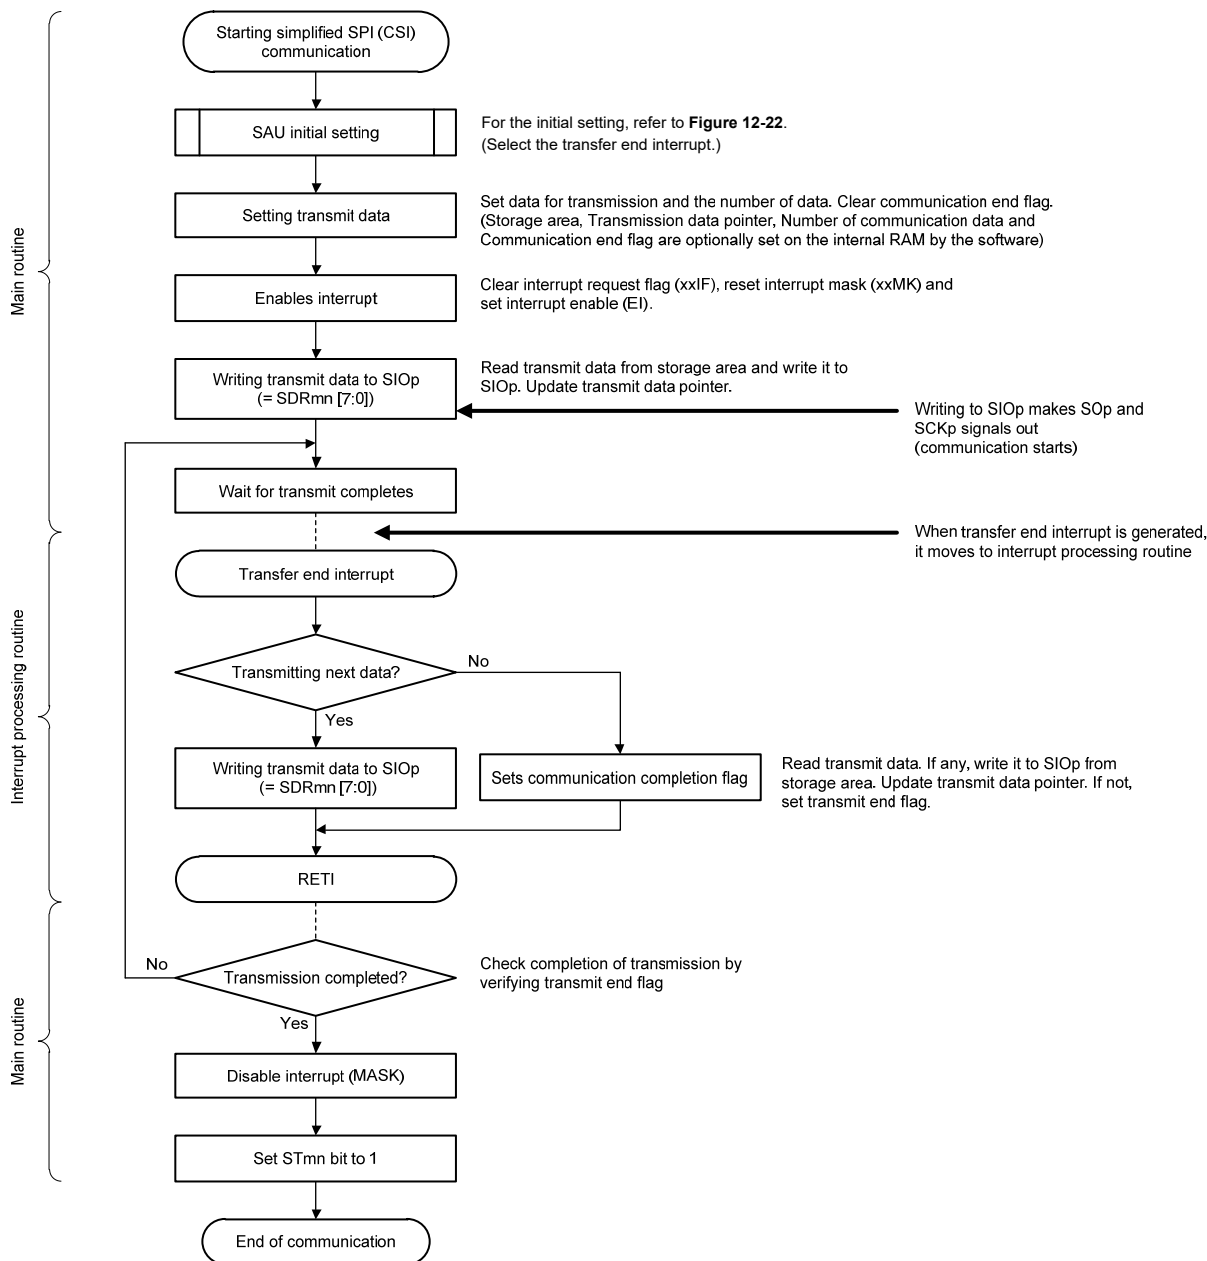 Starting simplified SPI (CSI)
communication
SAU initial setting
For the initial setting, refer to Figure 12-22.
(Select the transfer end interrupt.)
Setting transmit data
Set data for transmission and the number of data. Clear communication end flag.
(Storage area, Transmission data pointer, Number of communication data and
Communication end flag are optionally set on the internal RAM by the software)
Main routine
Enables interrupt
Clear interrupt request flag (xxIF), reset interrupt mask (xxMK) and
set interrupt enable (EI).
Writing transmit data to SIOp
(= SDRmn [7:0])
Read transmit data from storage area and write it to
SIOp. Update transmit data pointer.
Writing to SIOp makes SOp and
SCKp signals out
(communication starts)
Wait for transmit completes
When transfer end interrupt is generated,
it moves to interrupt processing routine
Transfer end interrupt
Transmitting next data?
No
Yes
Interrupt processing routine
Writing transmit data to SIOp
(= SDRmn [7:0])
Sets communication completion flag
Read transmit data. If any, write it to SIOp from
storage area. Update transmit data pointer. If not,
set transmit end flag.
RETI
No
Transmission completed?
Check completion of transmission by
verifying transmit end flag
Yes
Main routine
Disable interrupt (MASK)
Set STmn bit to 1
End of communication